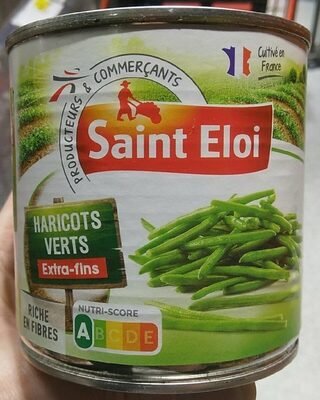 PRODUCTEURS & COMMERÇANTS
Cultivé en
France
Saint Eloi
HARICOTS
VERTS
Extra-fins
RICHE
EN FIBRES
NUTRI-SCORE
A B C D E